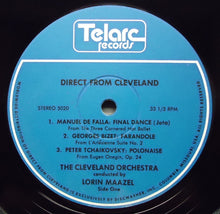 Telarc
records
DIRECT FROM CLEVELAND
STEREO 5020
33 1/3 RPM
1. MANUEL DE FALLA: FINAL DANCE (Jota)
From The Three Cornered Hat Ballet
2. GEORGES BIZET: FARANDOLE
From L'Arlésienne Suite No. 2
3. PETER TCHAIKOVSKY: POLONAISE
From Eugen Onegin, Op. 24
THE CLEVELAND ORCHESTRA
conducted by
LORIN MAAZEL
Side One